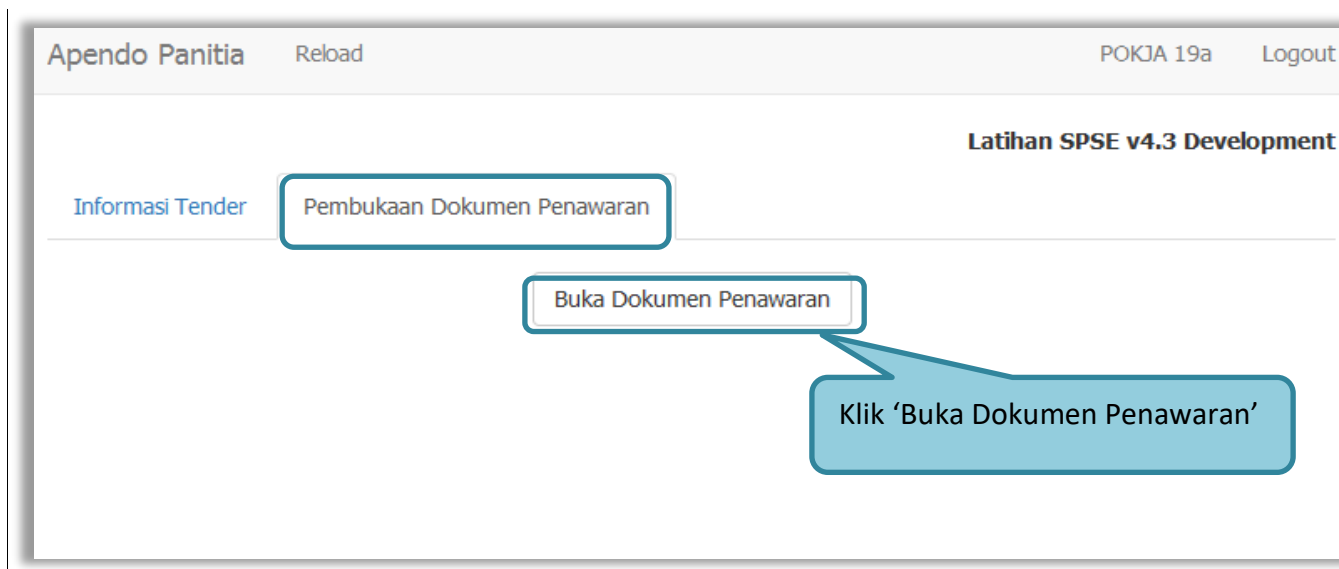 Apendo Panitia Reload POKJA 19a Logout
Latihan SPSE v4.3 Development
Informasi Tender Pembukaan Dokumen Penawaran
Buka Dokumen Penawaran
Klik ‘Buka Dokumen Penawaran’